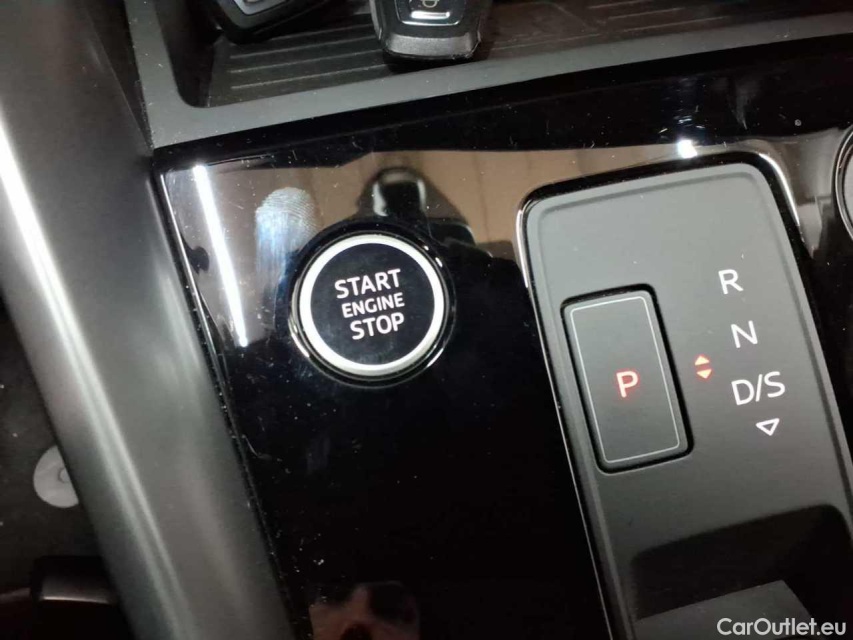 START
ENGINE
STOP
R
N
P
D/S
CarOutlet.eu